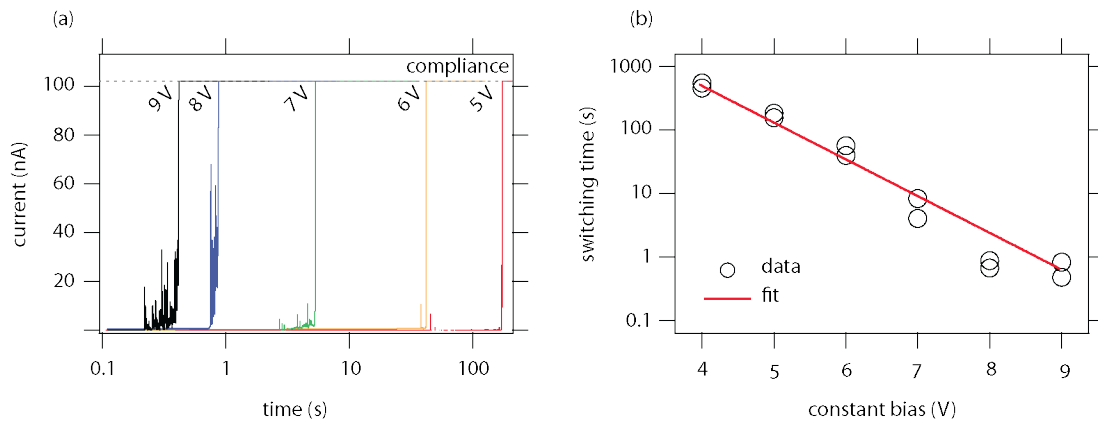 (a)
compliance
100
80
60
40
20
9 V
8 V
7 V
6 V
5 V
current (nA)
0.1
1
10
100
time (s)
(b)
1000
100
10
1
0.1
switching time (s)
data
fit
4
5
6
7
8
9
constant bias (V)